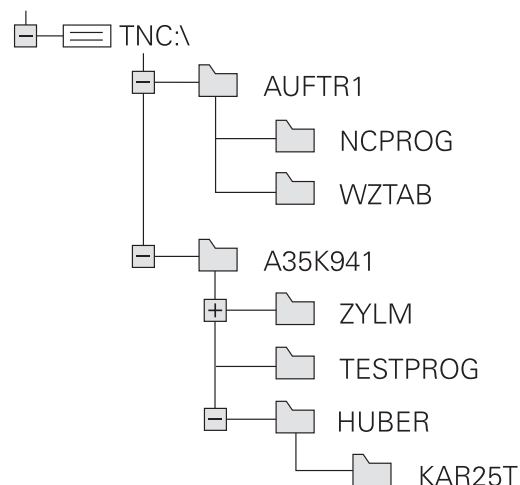 TNC:\
AUFTR1
NCPROG
WZTAB
A35K941
ZYLM
TESTPROG
HUBER
KAR25T